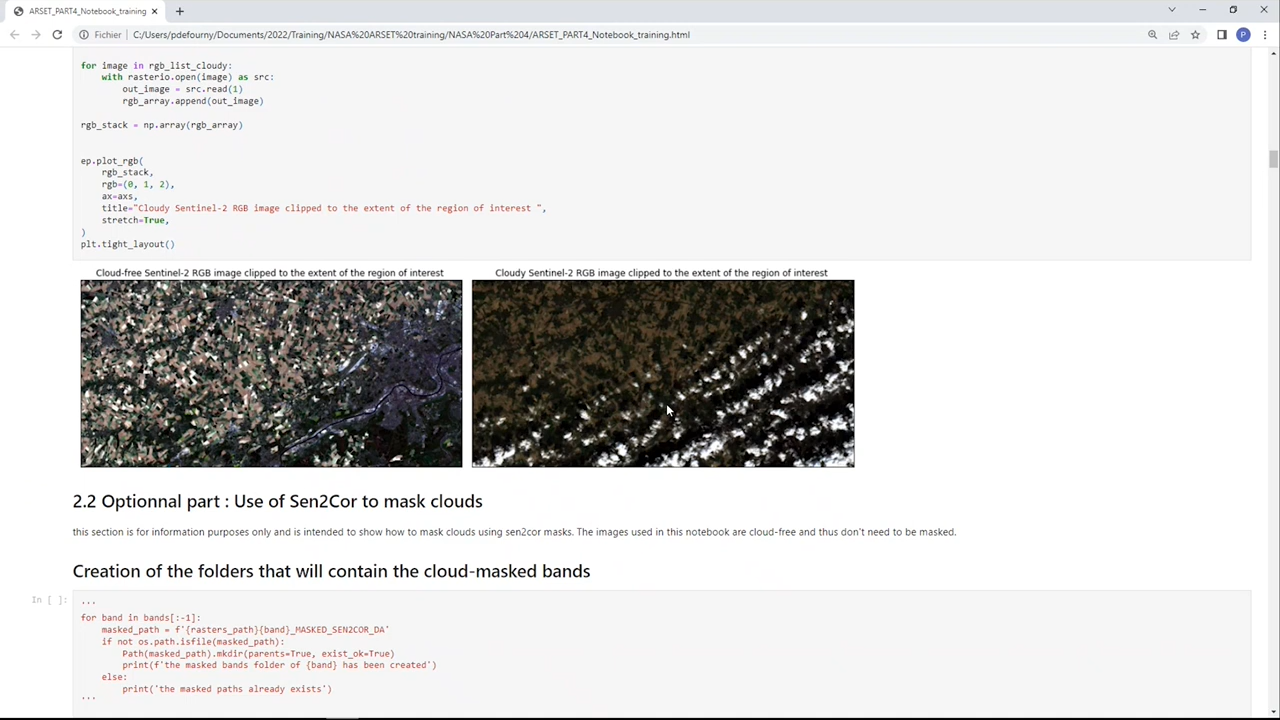 ARSET_PART4_Notebook_training
Fichier C:/Users/pdefourny/Documents/2022/Training/NASA%20ARSET%20training/NASA%20Part%204/ARSET_PART4_Notebook_training.html
P
for image in rgb_list_cloudy:
    with rasterio.open(image) as src:
        out_image = src.read(1)
        rgb_array.append(out_image)
rgb_stack = np.array(rgb_array)
ep.plot_rgb(
    rgb_stack,
    rgb=(0, 1, 2),
    ax=axs,
    title="Cloudy Sentinel-2 RGB image clipped to the extent of the region of interest ",
    stretch=True,
)
plt.tight_layout()
Cloud-free Sentinel-2 RGB image clipped to the extent of the region of interest
Cloudy Sentinel-2 RGB image clipped to the extent of the region of interest
2.2 Optionnal part : Use of Sen2Cor to mask clouds
this section is for information purposes only and is intended to show how to mask clouds using sen2cor masks. The images used in this notebook are cloud-free and thus don't need to be masked.
Creation of the folders that will contain the cloud-masked bands
In [ ]:
'''
for band in bands[:-1]:
    masked_path = f'{rasters_path}{band}_MASKED_SEN2COR_DA'
    if not os.path.isfile(masked_path):
        Path(masked_path).mkdir(parents=True, exist_ok=True)
        print(f'the masked bands folder of {band} has been created')
    else:
        print('the masked paths already exists')
'''